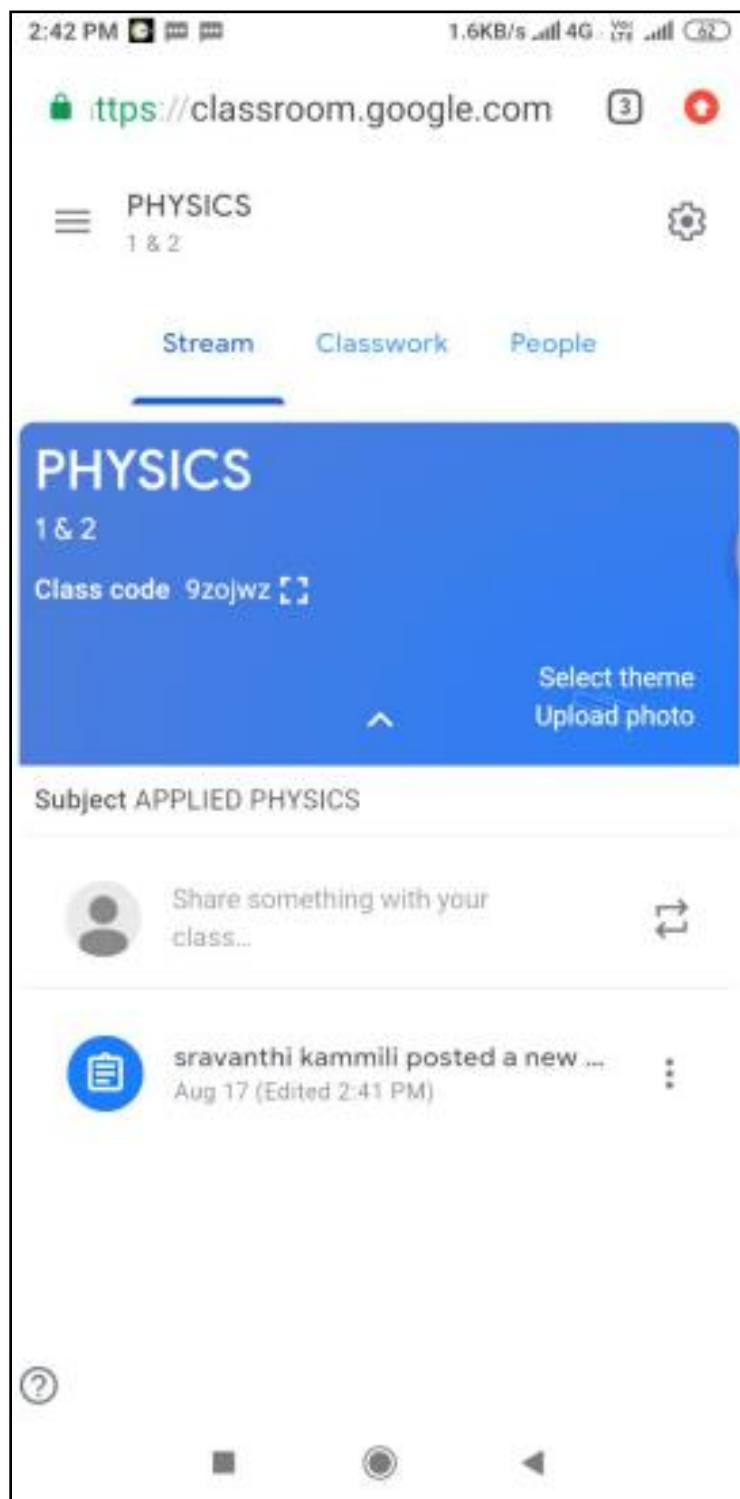 2:42 PM 1.6KB/s 4G VoLTE 62
ttps://classroom.google.com 3
PHYSICS
1 & 2
Stream Classwork People
PHYSICS
1 & 2
Class code 9zojwz
Select theme
Upload photo
Subject APPLIED PHYSICS
Share something with your
class...
sravanthi kammili posted a new ...
Aug 17 (Edited 2:41 PM)
?